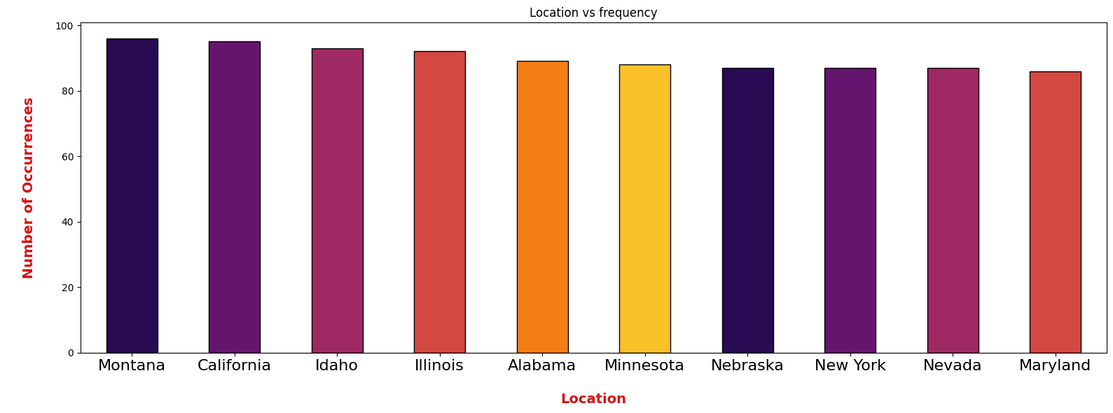 Location vs frequency
100
80
60
40
20
0
Number of Occurrences
Montana California Idaho Illinois Alabama Minnesota Nebraska New York Nevada Maryland
Location